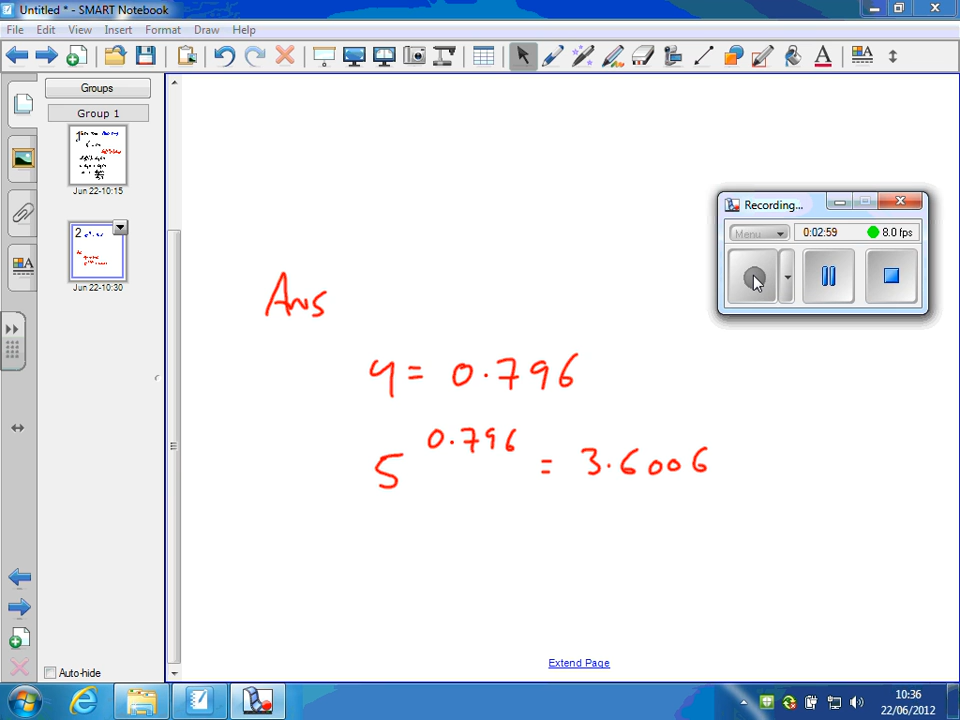 Untitled * - SMART Notebook
File Edit View Insert Format Draw Help
Groups
Group 1
Jun 22-10:15
2
Jun 22-10:30
Auto-hide
Recording...
Menu 0:02:59 8.0 fps
Ans
y = 0.796
5^0.796 = 3.6006
Extend Page
10:36
22/06/2012